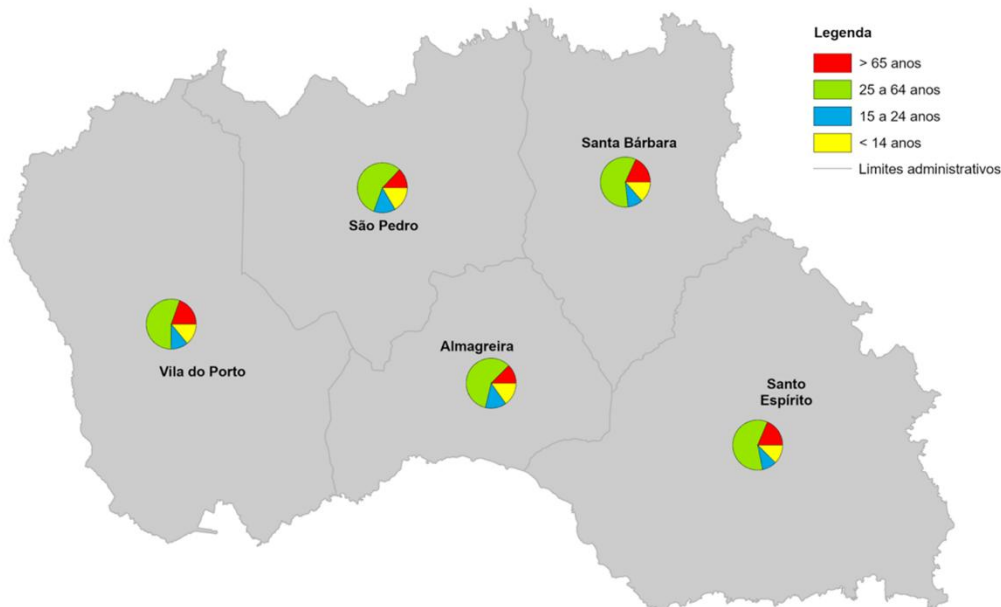 Legenda
> 65 anos
25 a 64 anos
15 a 24 anos
< 14 anos
Limites administrativos
Santa Bárbara
São Pedro
Almagreira
Vila do Porto
Santo
Espírito